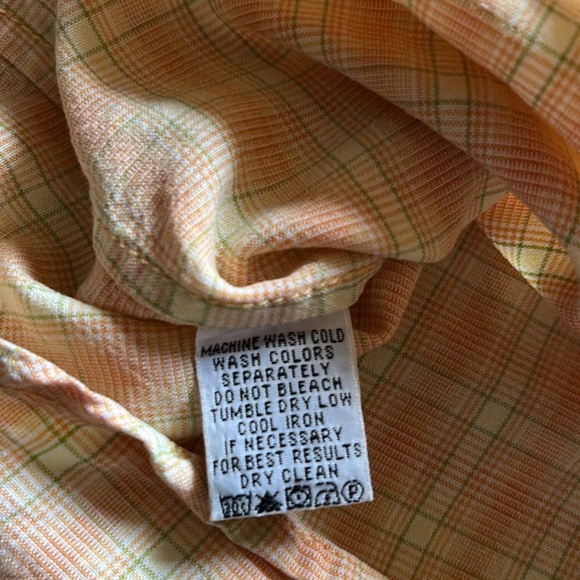 MACHINE WASH COLD
WASH COLORS
SEPARATELY
DO NOT BLEACH
TUMBLE DRY LOW
COOL IRON
IF NECESSARY
FOR BEST RESULTS
DRY CLEAN
30 P